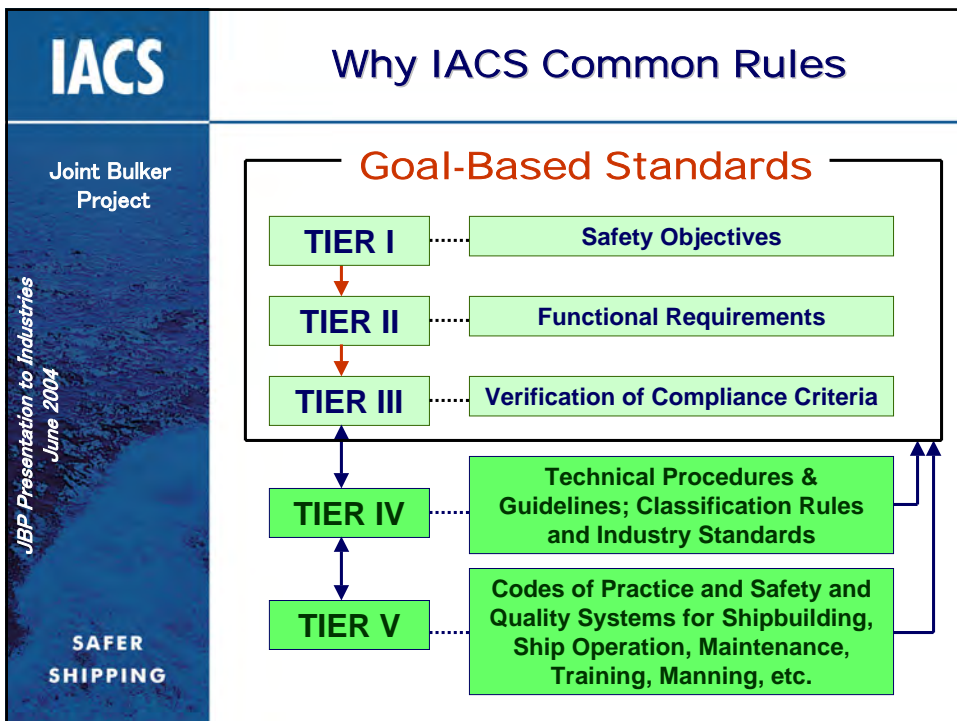 IACS
Why IACS Common Rules
Joint Bulker
Project
JBP Presentation to Industries
June 2004
SAFER
SHIPPING
Goal-Based Standards
TIER I
Safety Objectives
TIER II
Functional Requirements
TIER III
Verification of Compliance Criteria
TIER IV
Technical Procedures &
Guidelines; Classification Rules
and Industry Standards
TIER V
Codes of Practice and Safety and
Quality Systems for Shipbuilding,
Ship Operation, Maintenance,
Training, Manning, etc.